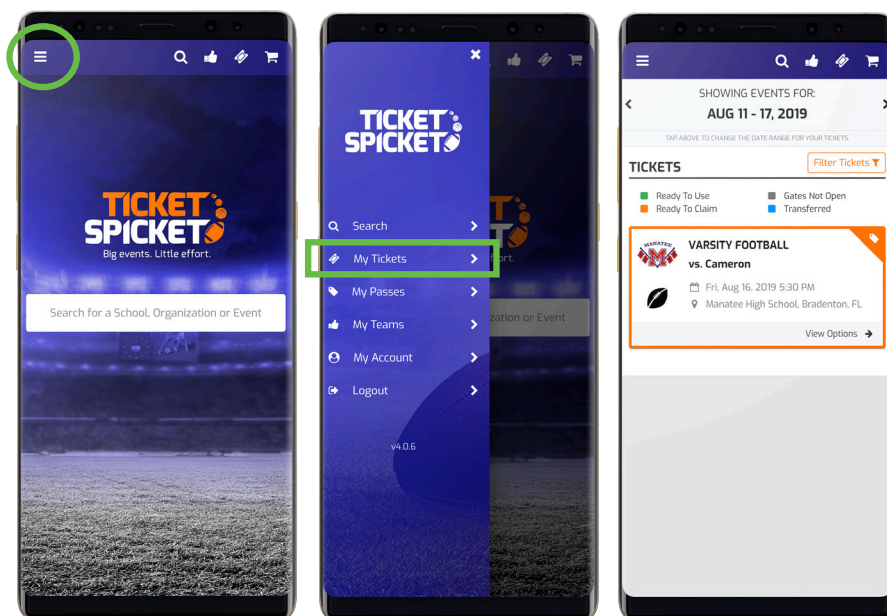 TICKET
SPICKET
Big events. Little effort.
Search for a School, Organization or Event
TICKET
SPICKET
Search
My Tickets
My Passes
My Teams
My Account
Logout
v4.0.6
T
T
fort.
zation or Event
SHOWING EVENTS FOR:
AUG 11 - 17, 2019
TAP ABOVE TO CHANGE THE DATE RANGE FOR YOUR TICKETS.
TICKETS
Filter Tickets
Ready To Use
Gates Not Open
Ready To Claim
Transferred
MANATEE
M
VARSITY FOOTBALL
vs. Cameron
Fri, Aug 16, 2019 5:30 PM
Manatee High School, Bradenton, FL
View Options